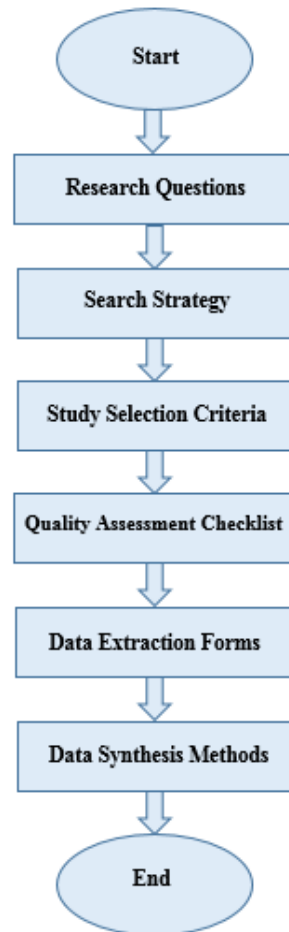 Start
Research Questions
Search Strategy
Study Selection Criteria
Quality Assessment Checklist
Data Extraction Forms
Data Synthesis Methods
End